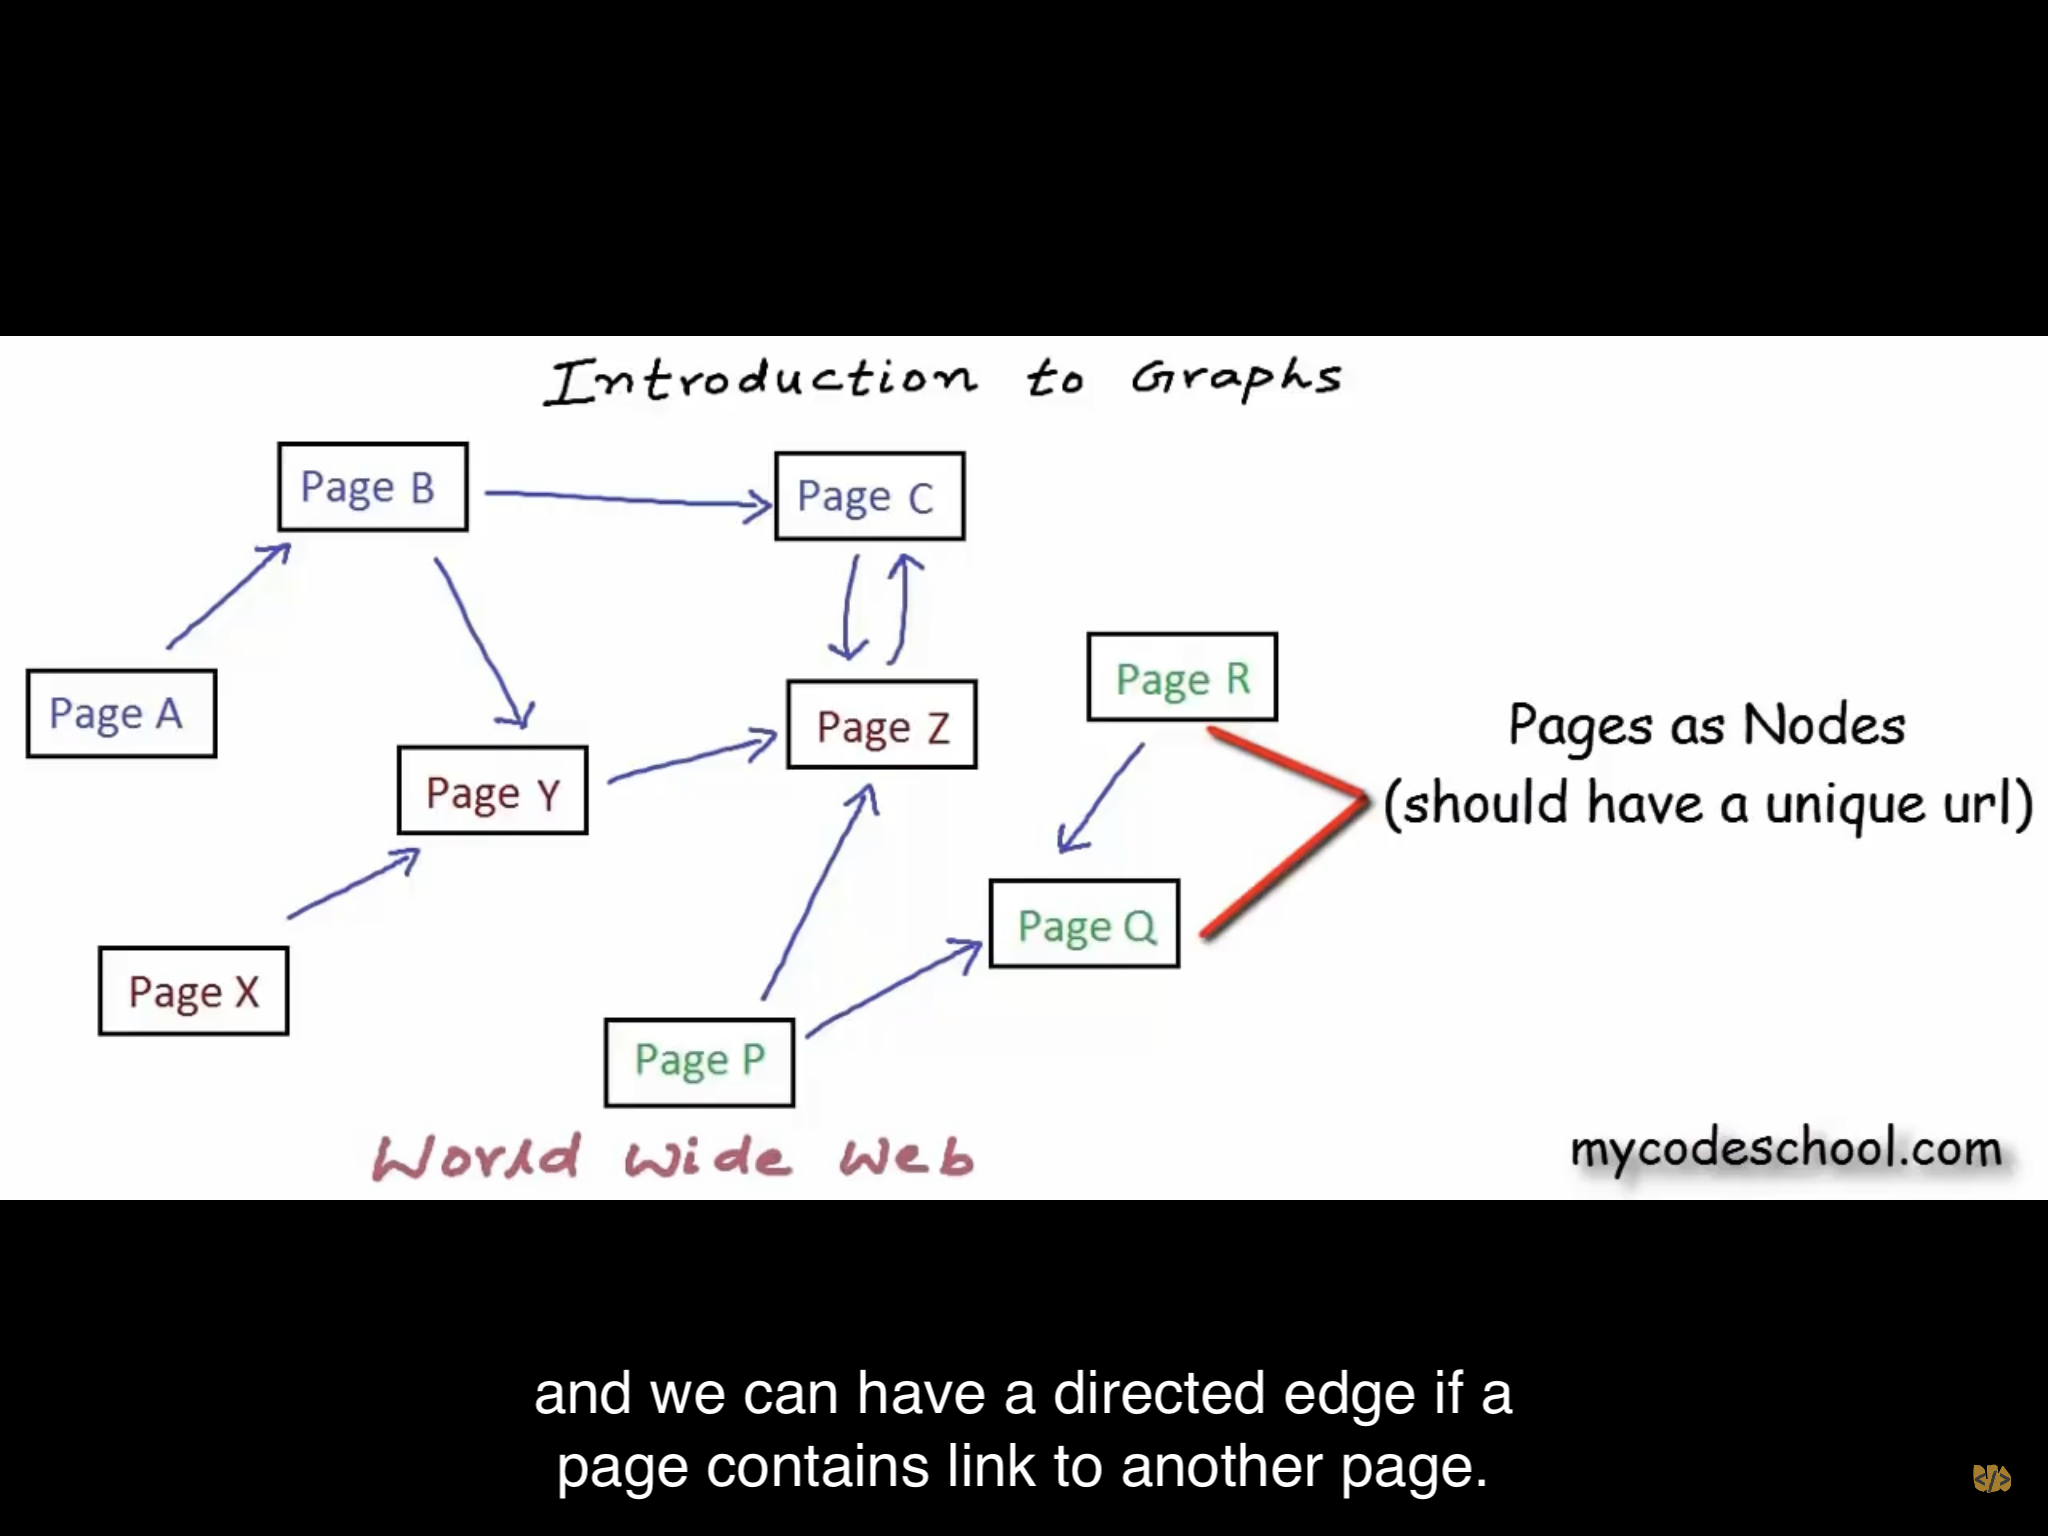 Introduction to Graphs
Page B
Page C
Page A
Page R
Page Z
Page Y
Pages as Nodes
(should have a unique url)
Page Q
Page X
Page P
World Wide Web
mycodeschool.com
and we can have a directed edge if a
page contains link to another page.